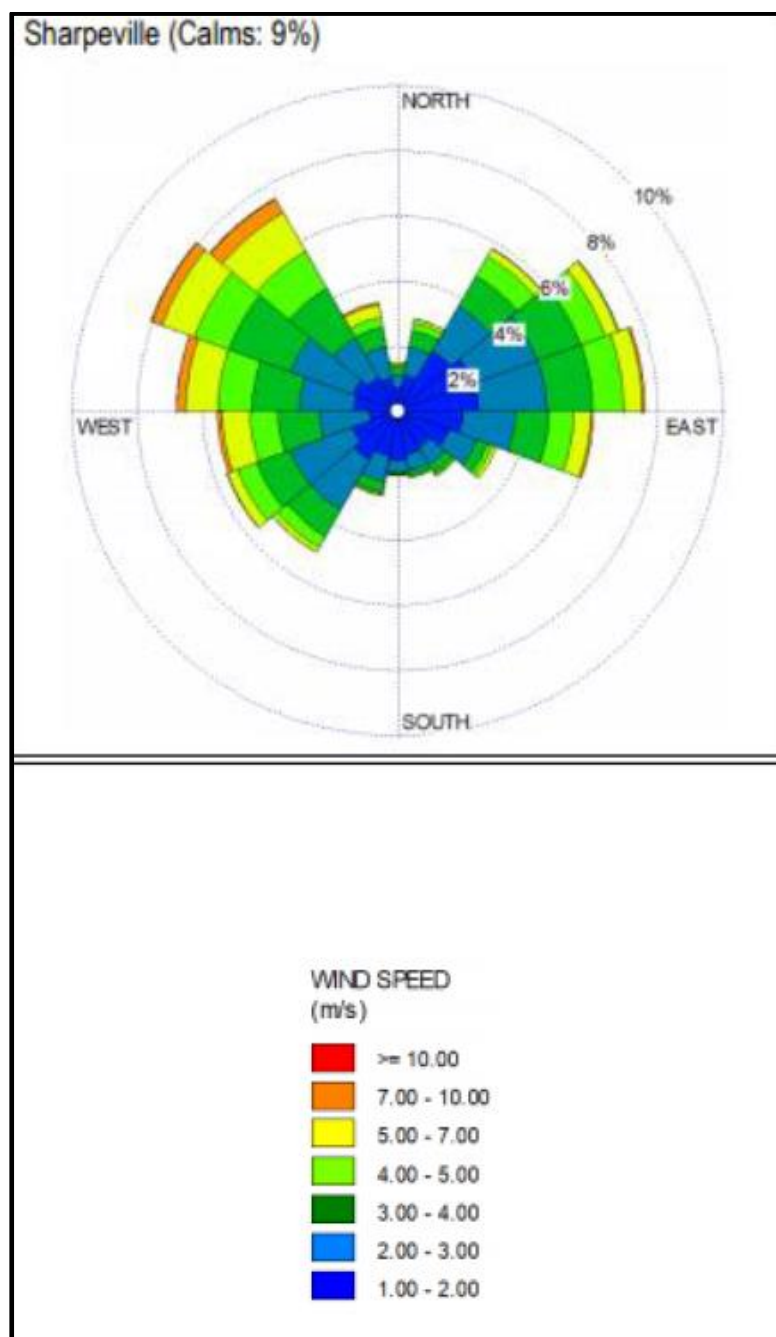 Sharpeville (Calms: 9%)
NORTH
10%
8%
6%
4%
2%
WEST
EAST
SOUTH
WIND SPEED
(m/s)
>= 10.00
7.00 - 10.00
5.00 - 7.00
4.00 - 5.00
3.00 - 4.00
2.00 - 3.00
1.00 - 2.00